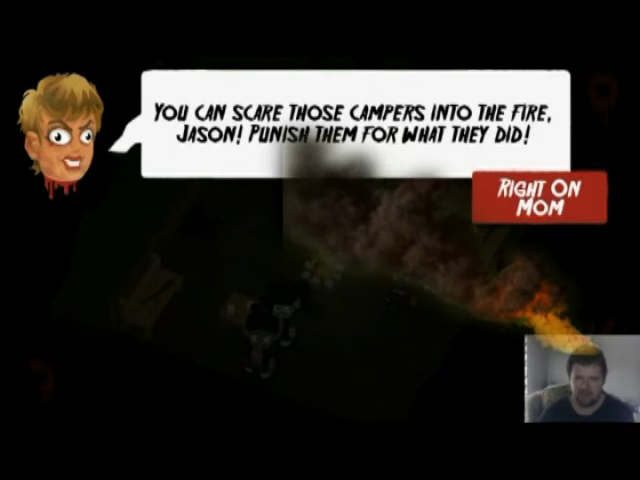 YOU CAN SCARE THOSE CAMPERS INTO THE FIRE,
JASON! PUNISH THEM FOR WHAT THEY DID!
RIGHT ON
MOM